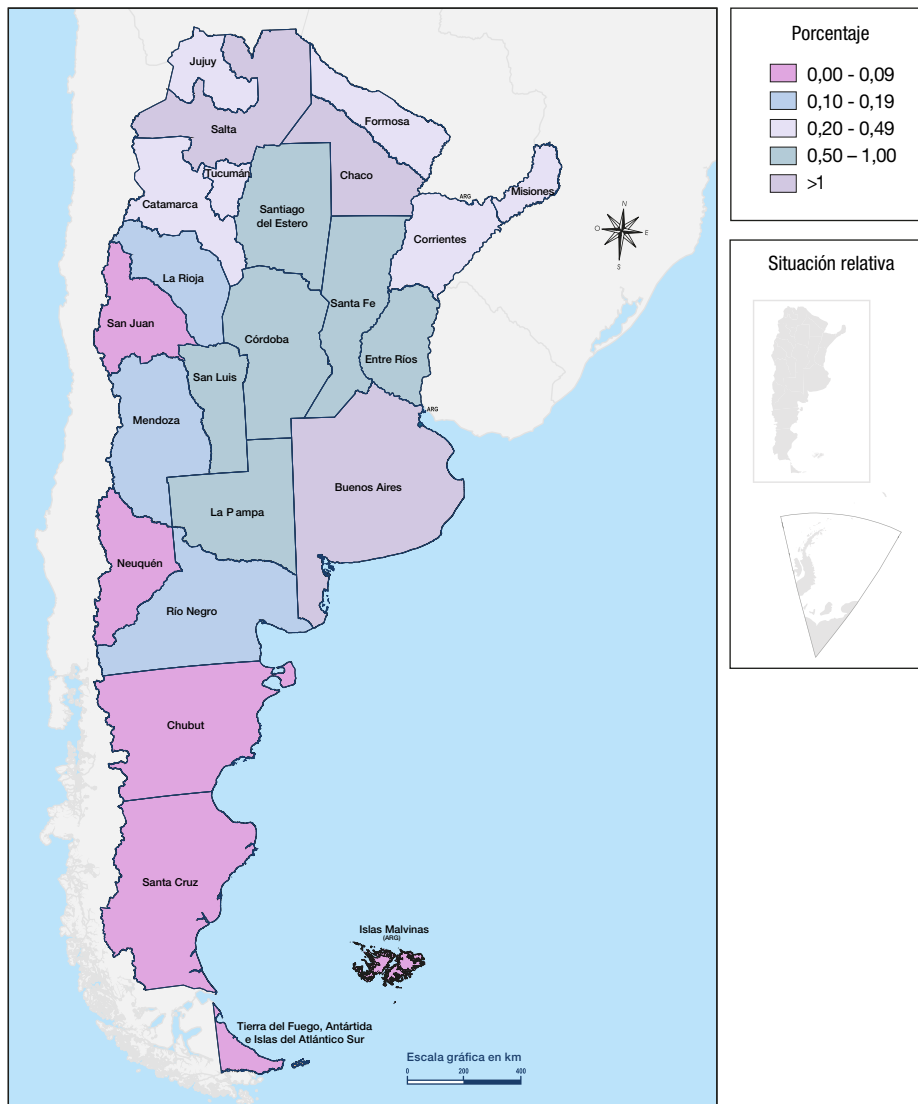 Jujuy
Salta
Formosa
Tucumán
Chaco
ARG
Misiones
Catamarca
Santiago
del Estero
Corrientes
N
O
E
S
La Rioja
San Juan
Santa Fe
Córdoba
Entre Ríos
San Luis
ARG
Mendoza
Buenos Aires
La Pampa
Neuquén
Río Negro
Chubut
Santa Cruz
Islas Malvinas
(ARG)
Tierra del Fuego, Antártida
e Islas del Atlántico Sur
Escala gráfica en km
0 200 400
Porcentaje
0,00 - 0,09
0,10 - 0,19
0,20 - 0,49
0,50 – 1,00
>1
Situación relativa